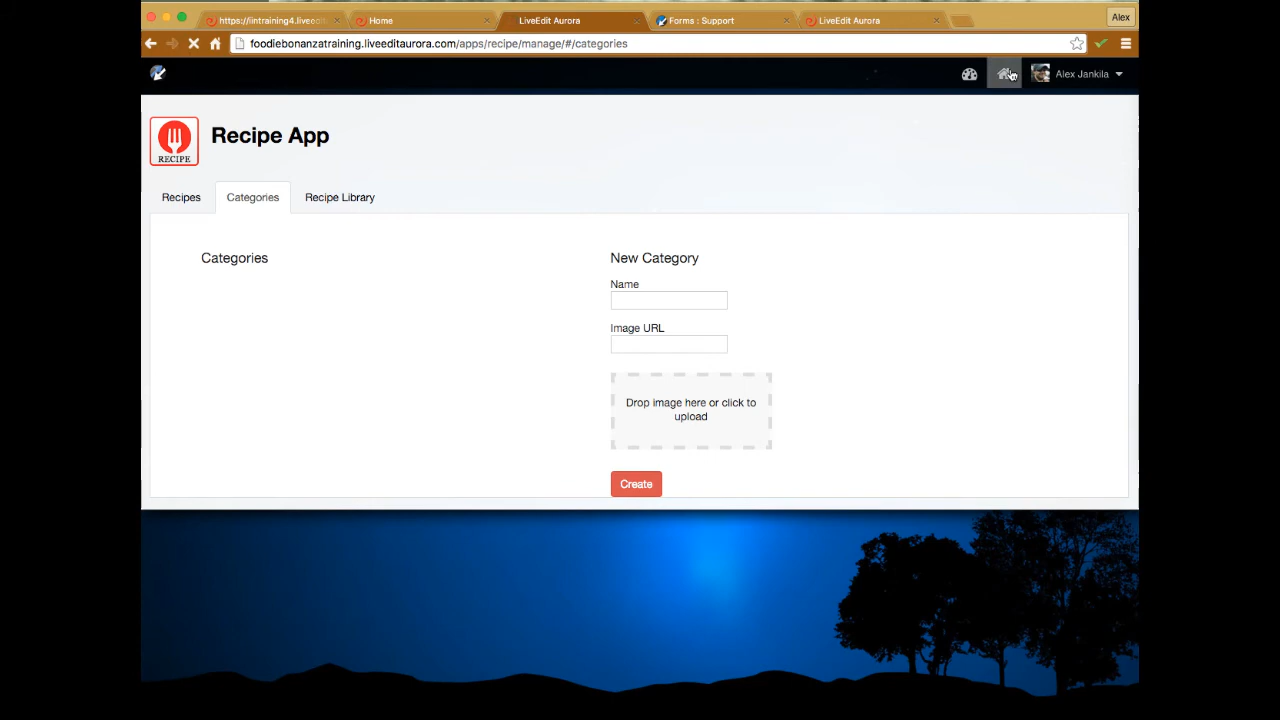 https://intraining4.liveedit
Home
LiveEdit Aurora
Forms : Support
LiveEdit Aurora
Alex
foodiebonanzatraining.liveeditaurora.com/apps/recipe/manage/#/categories
Alex Jankila
RECIPE
Recipe App
Recipes
Categories
Recipe Library
Categories
New Category
Name
Image URL
Drop image here or click to
upload
Create